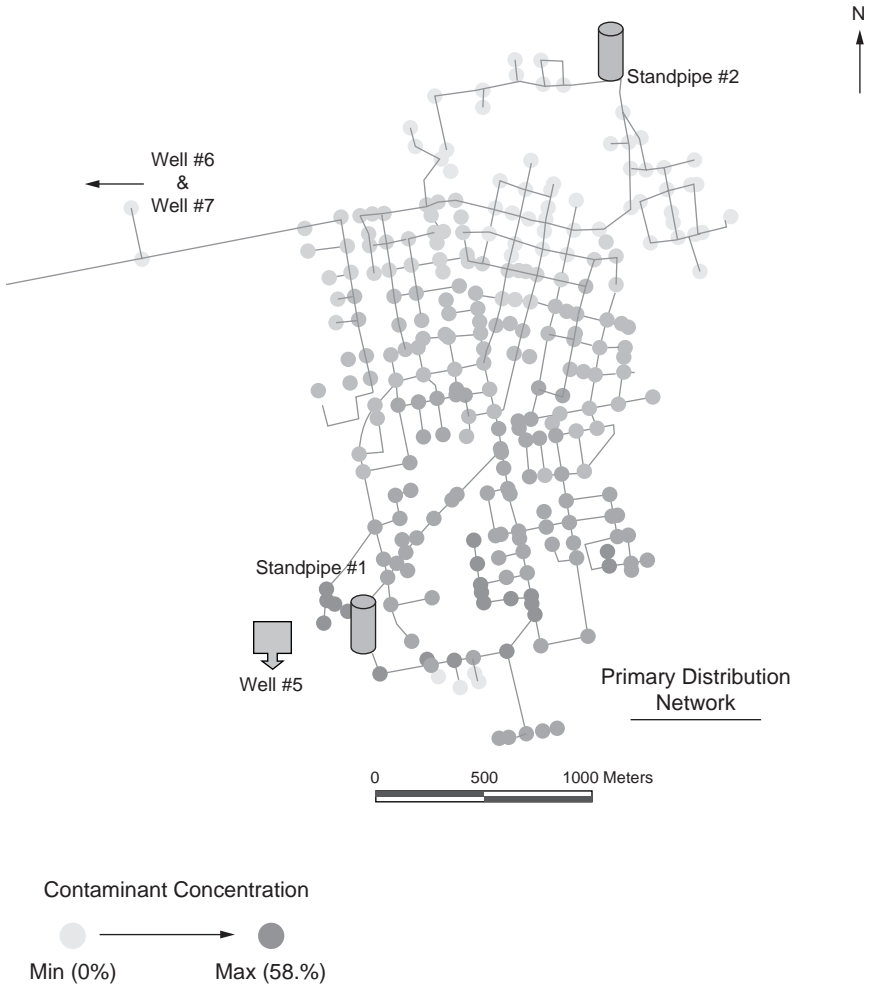 N
Standpipe #2
Well #6
&
Well #7
Standpipe #1
Well #5
Primary Distribution
Network
0 500 1000 Meters
Contaminant Concentration
Min (0%) Max (58.%)